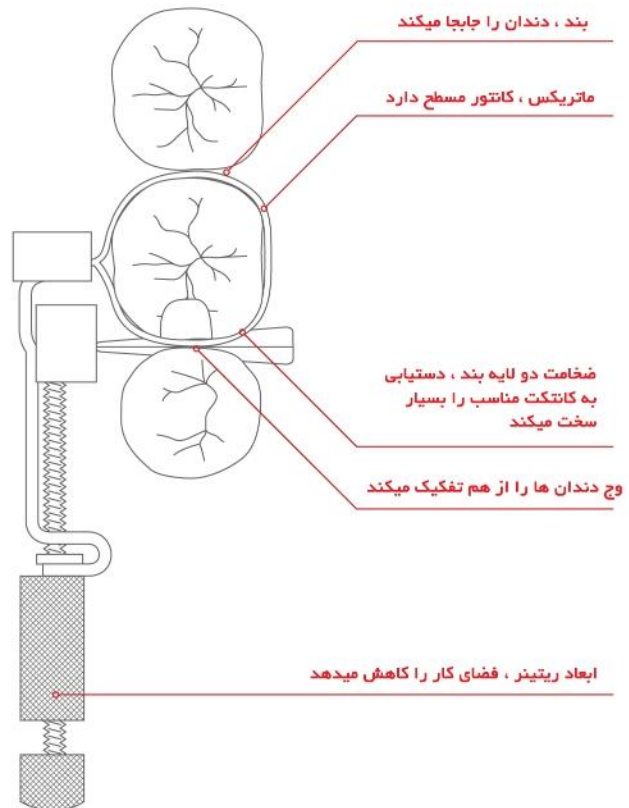 بند ، دندان را جابجا میکند
ماتریکس ، کانتور مسطح دارد
ضخامت دو لایه بند ، دستیابی
به کانتکت مناسب را بسیار
سخت میکند
وج دندان ها را از هم تفکیک میکند
ابعاد ریتینر ، فضای کار را کاهش میدهد